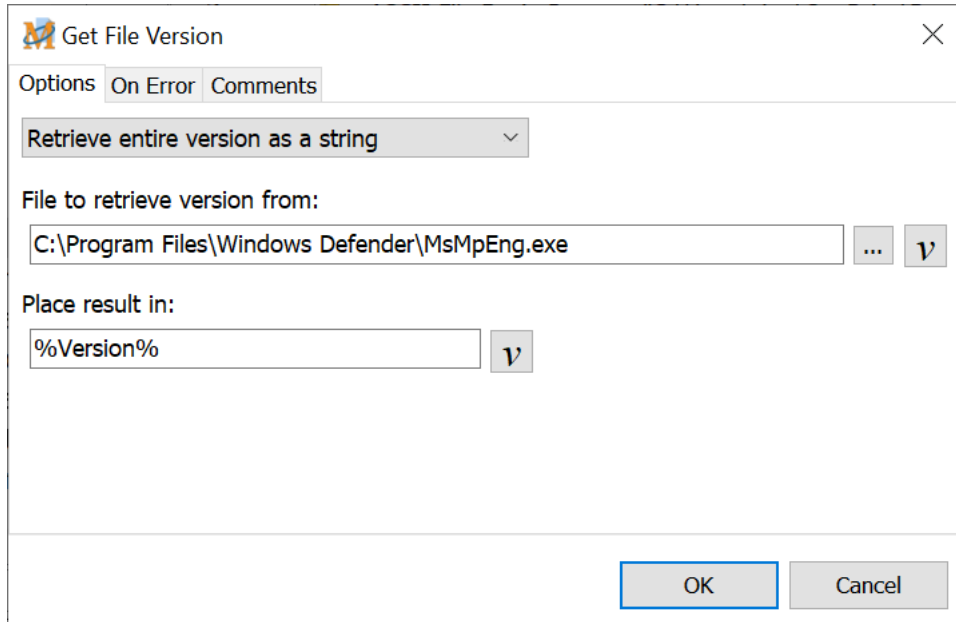 Get File Version
Options On Error Comments
Retrieve entire version as a string
File to retrieve version from:
C:\Program Files\Windows Defender\MsMpEng.exe ... v
Place result in:
%Version% v
OK Cancel